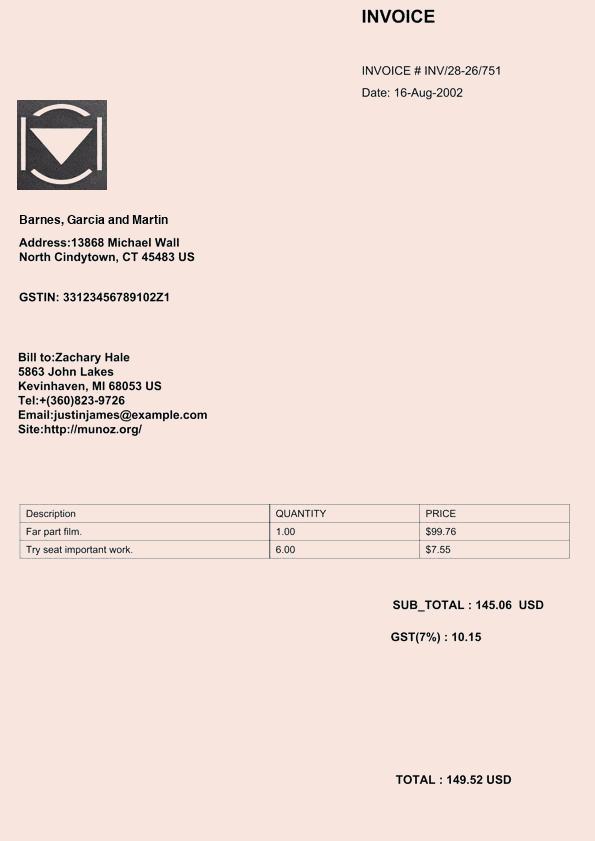 INVOICE
INVOICE # INV/28-26/751
Date: 16-Aug-2002
Barnes, Garcia and Martin
Address:13868 Michael Wall
North Cindytown, CT 45483 US
GSTIN: 33123456789102Z1
Bill to:Zachary Hale
5863 John Lakes
Kevinhaven, MI 68053 US
Tel:+(360)823-9726
Email:justinjames@example.com
Site:http://munoz.org/
Description QUANTITY PRICE
Far part film. 1.00 $99.76
Try seat important work. 6.00 $7.55
SUB_TOTAL : 145.06 USD
GST(7%) : 10.15
TOTAL : 149.52 USD